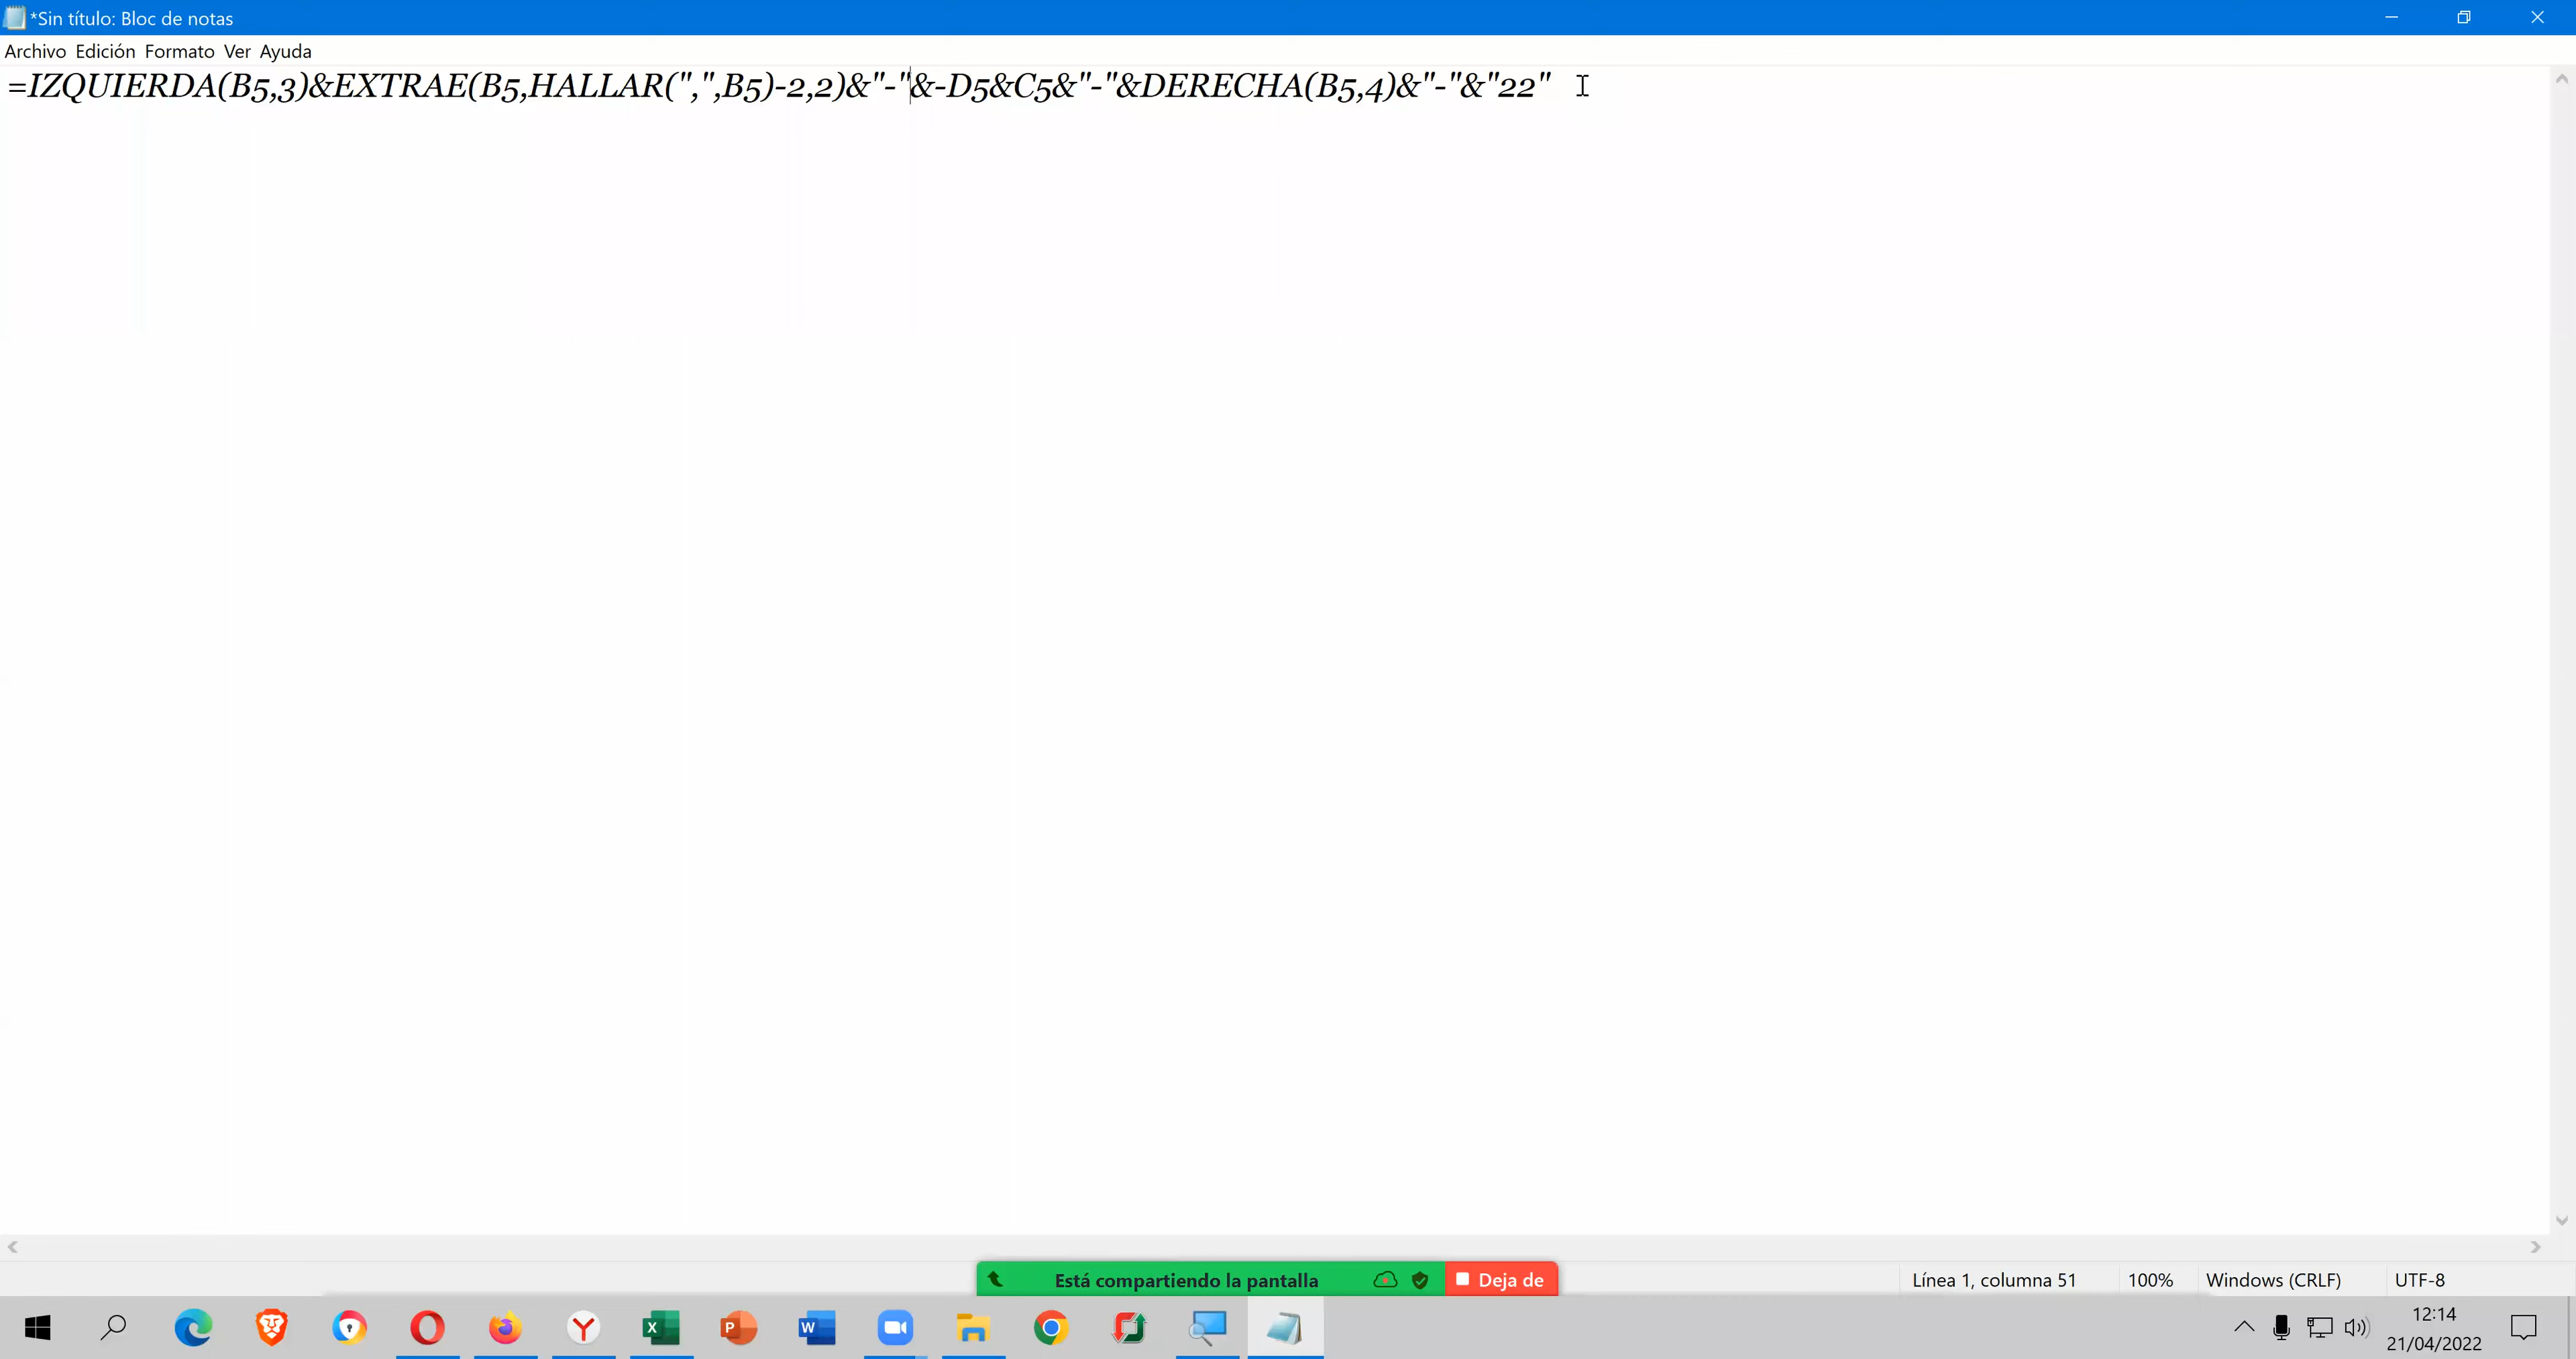 *Sin título: Bloc de notas
Archivo Edición Formato Ver Ayuda
=IZQUIERDA(B5,3)&EXTRAE(B5,HALLAR(",",B5)-2,2)&"-"&-D5&C5&"-"&DERECHA(B5,4)&"-"&"22"
Está compartiendo la pantalla Deja de
Línea 1, columna 51 100% Windows (CRLF) UTF-8
12:14
21/04/2022